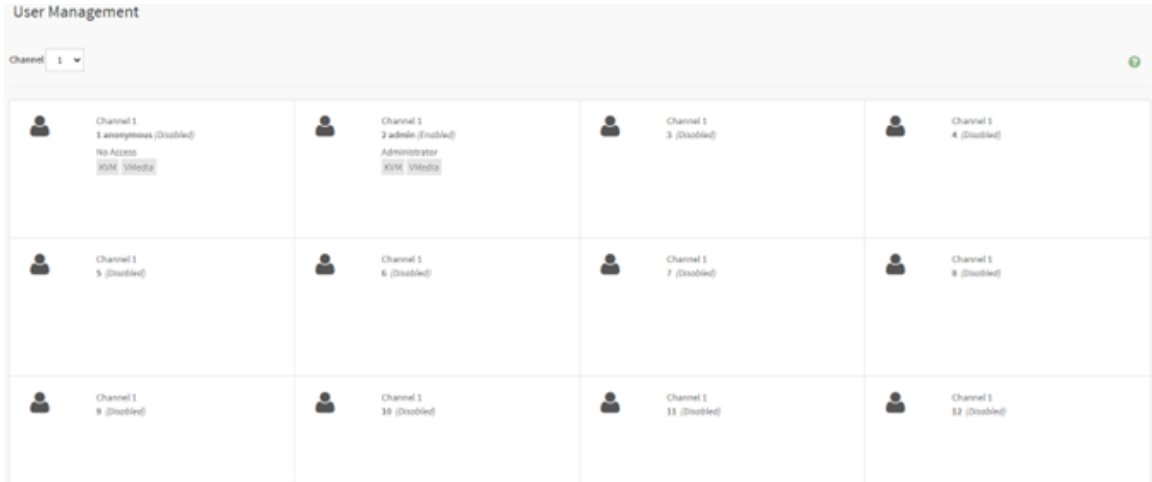 User Management
Channel 1
Channel 1
1 anonymous (Disabled)
No Access
KVM VMedia
Channel 1
2 admin (Enabled)
Administrator
KVM VMedia
Channel 1
3 (Disabled)
Channel 1
4 (Disabled)
Channel 1
5 (Disabled)
Channel 1
6 (Disabled)
Channel 1
7 (Disabled)
Channel 1
8 (Disabled)
Channel 1
9 (Disabled)
Channel 1
10 (Disabled)
Channel 1
11 (Disabled)
Channel 1
12 (Disabled)